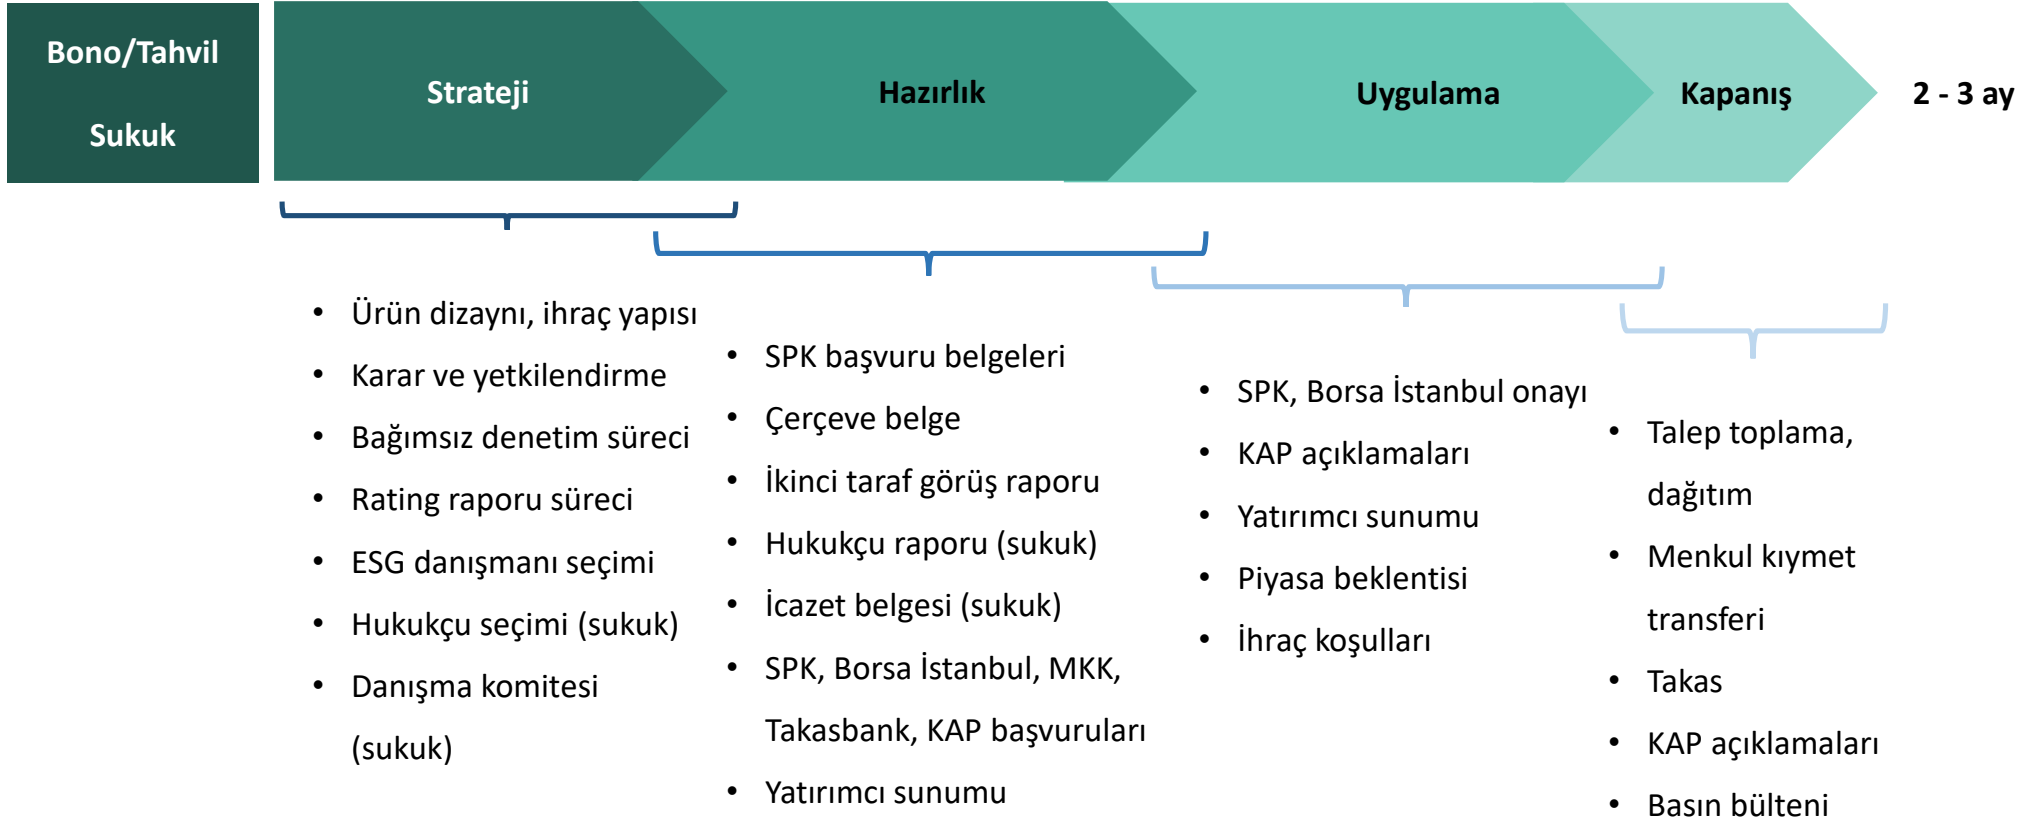 Bono/Tahvil
Sukuk
Strateji
Hazırlık
Uygulama
Kapanış
2 - 3 ay
• Ürün dizaynı, ihraç yapısı
• Karar ve yetkilendirme
• Bağımsız denetim süreci
• Rating raporu süreci
• ESG danışmanı seçimi
• Hukukçu seçimi (sukuk)
• Danışma komitesi
(sukuk)
• SPK başvuru belgeleri
• Çerçeve belge
• İkinci taraf görüş raporu
• Hukukçu raporu (sukuk)
• İcazet belgesi (sukuk)
• SPK, Borsa İstanbul, MKK,
Takasbank, KAP başvuruları
• Yatırımcı sunumu
• SPK, Borsa İstanbul onayı
• KAP açıklamaları
• Yatırımcı sunumu
• Piyasa beklentisi
• İhraç koşulları
• Talep toplama,
dağıtım
• Menkul kıymet
transferi
• Takas
• KAP açıklamaları
• Basın bülteni